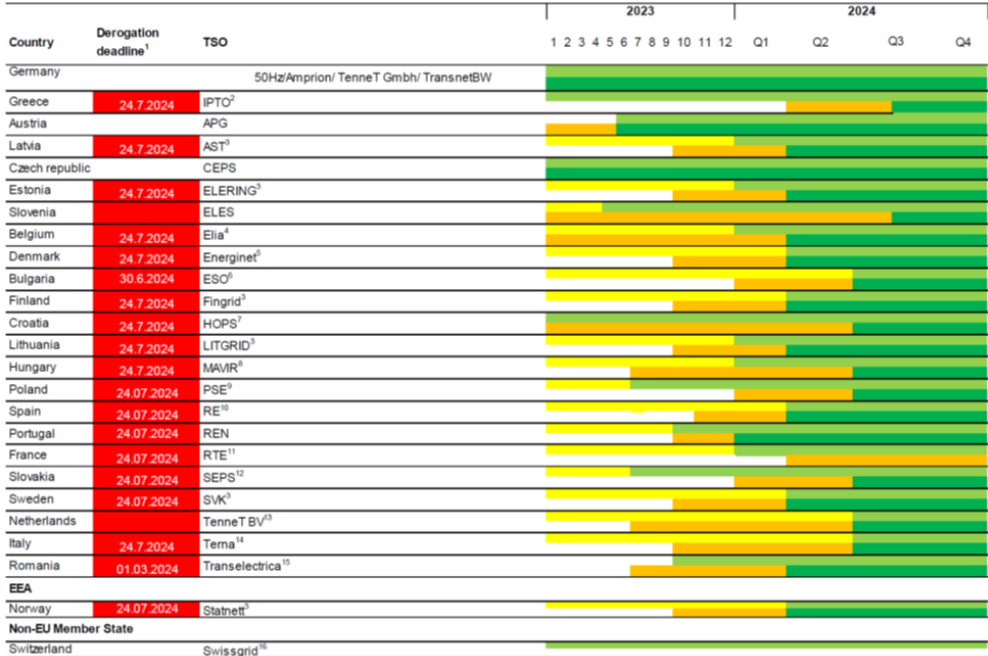 2023 2024
Country Derogation deadline1 TSO 1 2 3 4 5 6 7 8 9 10 11 12 Q1 Q2 Q3 Q4
Germany 50Hz/Amprion/ TenneT Gmbh/ TransnetBW
Greece 24.7.2024 IPTO2
Austria APG
Latvia 24.7.2024 AST3
Czech republic CEPS
Estonia 24.7.2024 ELERING3
Slovenia ELES
Belgium 24.7.2024 Elia4
Denmark 24.7.2024 Energinet5
Bulgaria 30.6.2024 ESO6
Finland 24.7.2024 Fingrid3
Croatia 24.7.2024 HOPS7
Lithuania 24.7.2024 LITGRID3
Hungary 24.7.2024 MAVIR8
Poland 24.07.2024 PSE9
Spain 24.07.2024 RE10
Portugal 24.07.2024 REN
France 24.07.2024 RTE11
Slovakia 24.07.2024 SEPS12
Sweden 24.07.2024 SVK3
Netherlands TenneT BV13
Italy 24.7.2024 Terna14
Romania 01.03.2024 Transelectrica15
EEA
Norway 24.07.2024 Statnett3
Non-EU Member State
Switzerland Swissgrid16